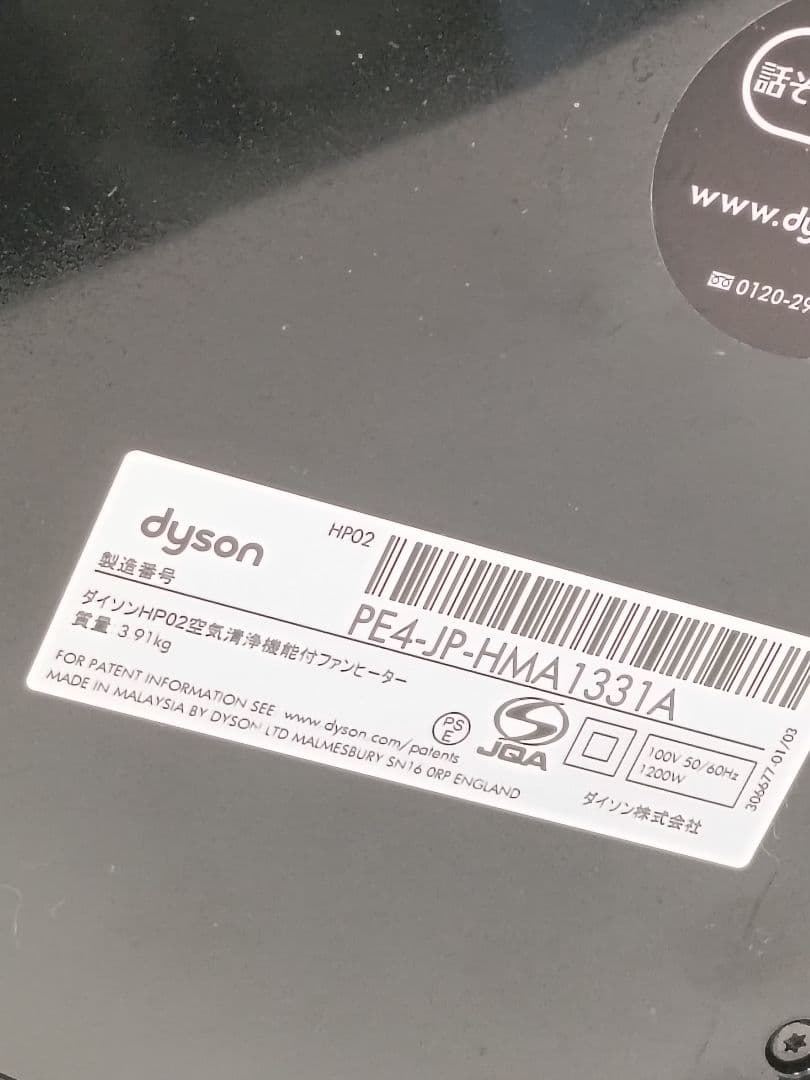 話
www.dy
0120-29
dyson
HP02
製造番号
PE4-JP-HMA1331A
ダイソンHP02空気清浄機能付ファンヒーター
質量 3.91kg
FOR PATENT INFORMATION SEE www.dyson.com/patents
MADE IN MALAYSIA BY DYSON LTD MALMESBURY SN16 0RP ENGLAND
PS
E
JQA
100V 50/60Hz
1200W
ダイソン株式会社
306677-01/03